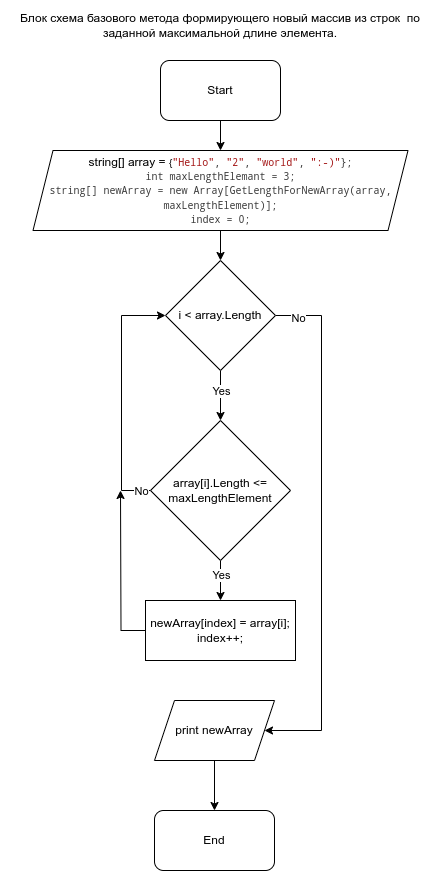 Блок схема базового метода формирующего новый массив из строк  по
заданной максимальной длине элемента.
Start
string[] array = {"Hello", "2", "world", ":-)"};
int maxLengthElemant = 3;
string[] newArray = new Array[GetLengthForNewArray(array,
maxLengthElement)];
index = 0;
i < array.Length
No
Yes
array[i].Length <=
maxLengthElement
No
Yes
newArray[index] = array[i];
index++;
print newArray
End